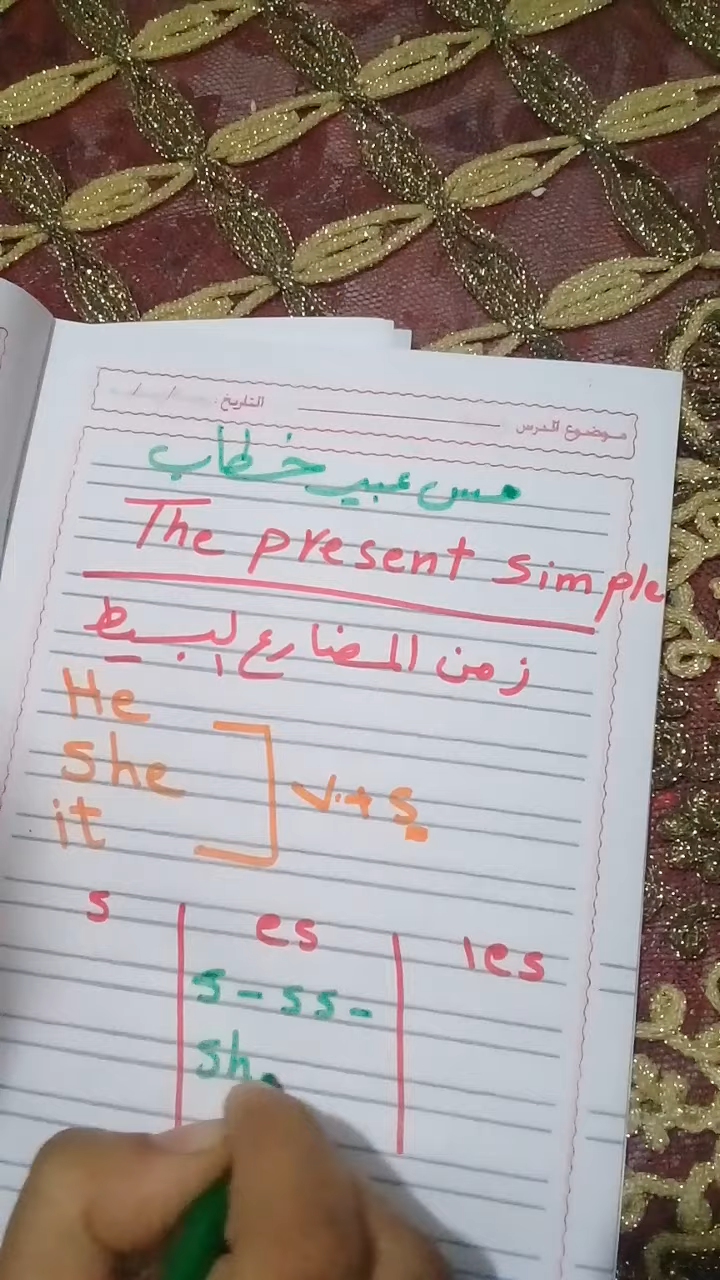 موضوع الدرس التاريخ: / /
مس عبير خطاب
The present simple
زمن المضارع البسيط
He
she
it
V.+s
s es ies
s - ss -
sh